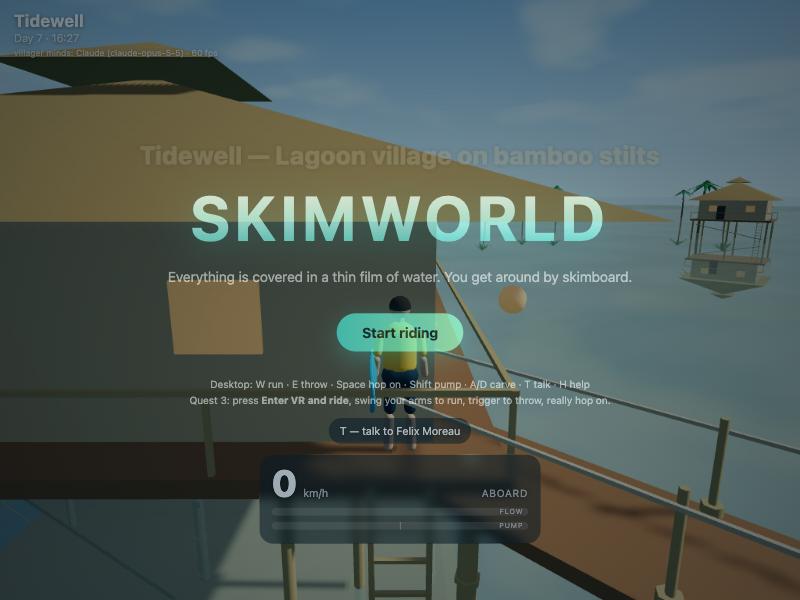 Tidewell
Day 7 · 16:27
villager minds: Claude (claude-opus-5-5) · 60 fps
Tidewell — Lagoon village on bamboo stilts
SKIMWORLD
Everything is covered in a thin film of water. You get around by skimboard.
Start riding
Desktop: W run · E throw · Space hop on · Shift pump · A/D carve · T talk · H help
Quest 3: press Enter VR and ride, swing your arms to run, trigger to throw, really hop on.
T — talk to Felix Moreau
0 km/h ABOARD
FLOW
PUMP